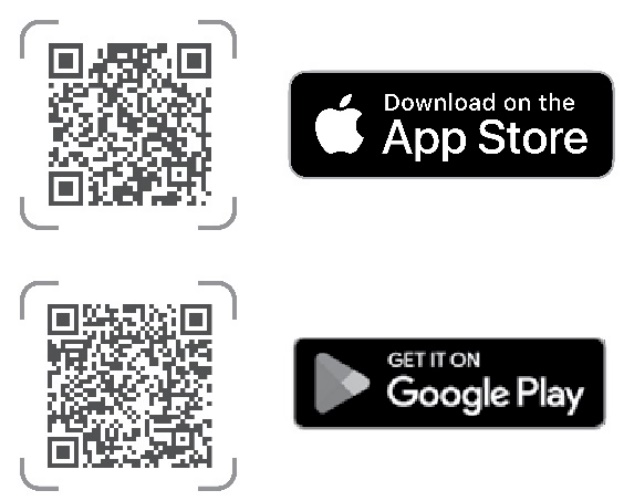 Download on the
App Store
GET IT ON
Google Play